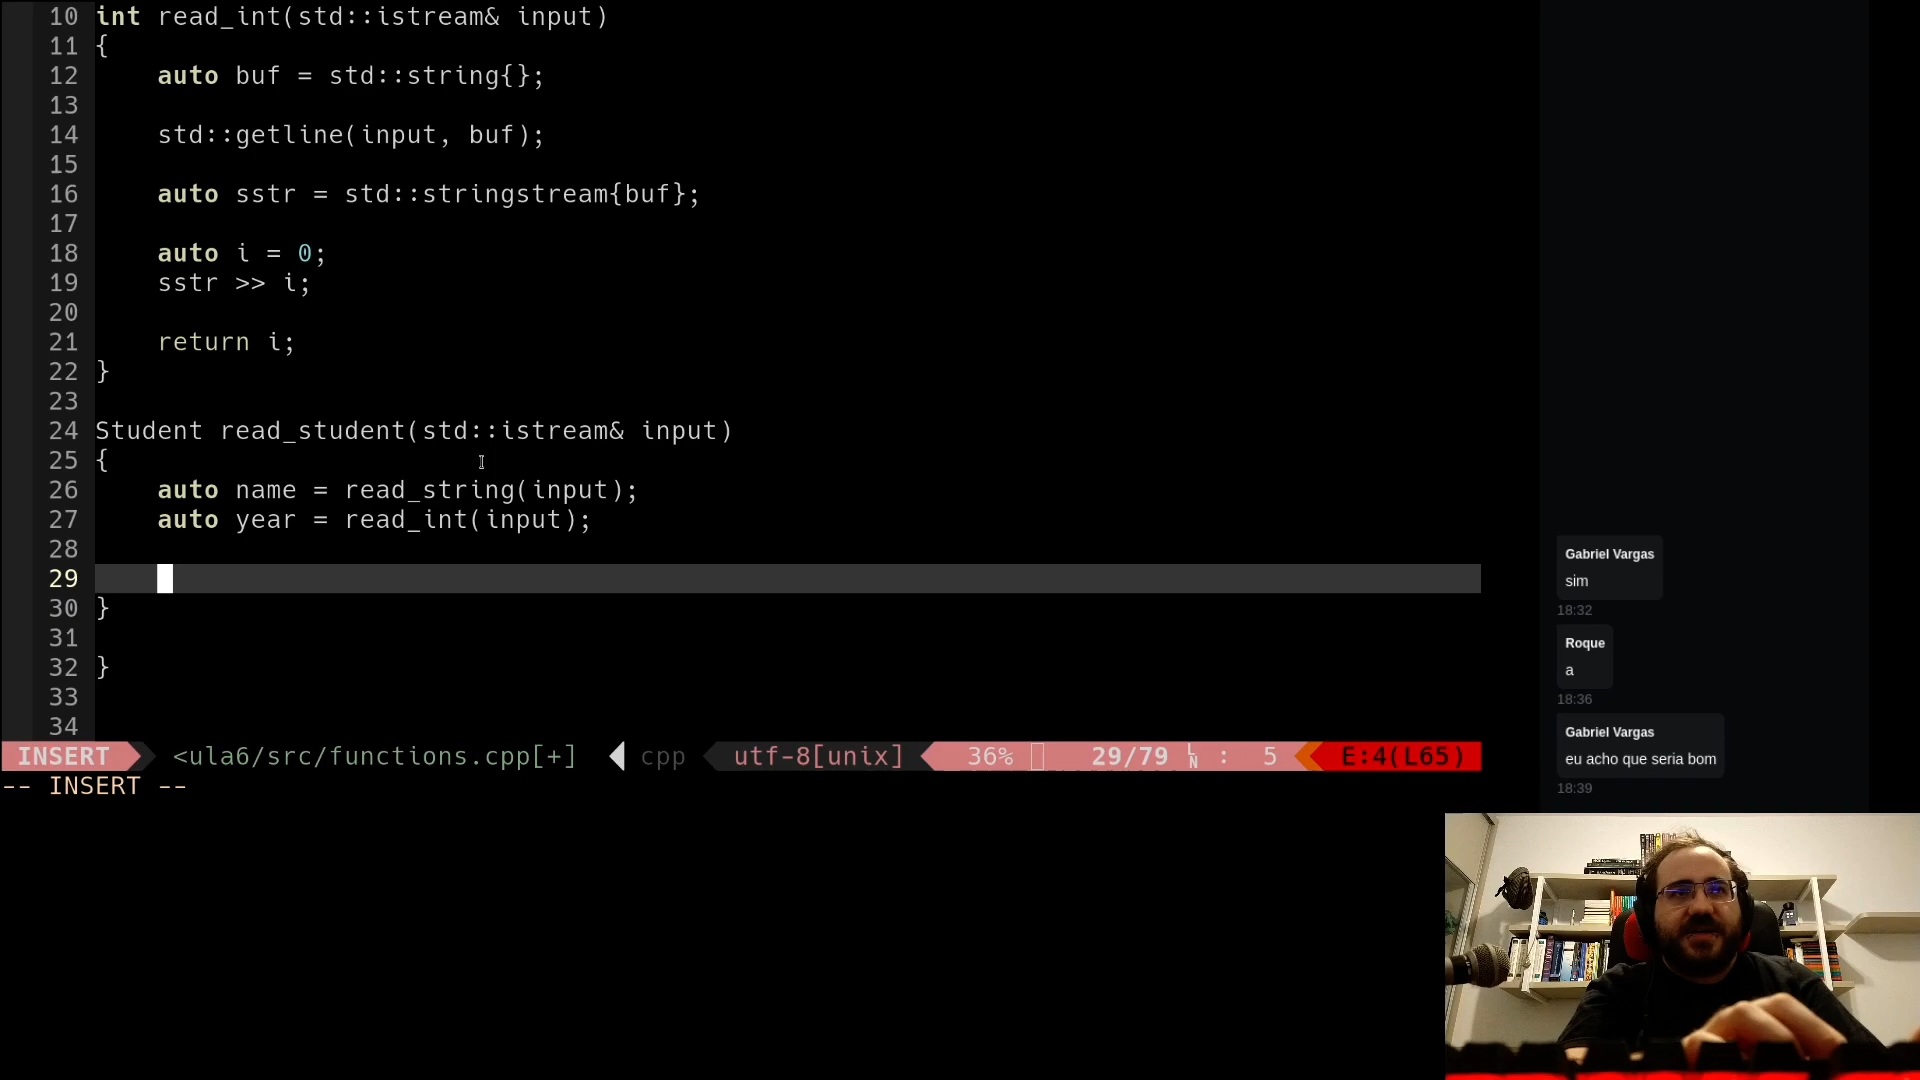 10 int read_int(std::istream& input)
11 {
12     auto buf = std::string{};
13
14     std::getline(input, buf);
15
16     auto sstr = std::stringstream{buf};
17
18     auto i = 0;
19     sstr >> i;
20
21     return i;
22 }
23
24 Student read_student(std::istream& input)
25 {
26     auto name = read_string(input);
27     auto year = read_int(input);
28
29
30 }
31
32 }
33
34
INSERT <ula6/src/functions.cpp[+] cpp utf-8[unix] 36% 29/79 LN : 5 E:4(L65)
-- INSERT --
Gabriel Vargas
sim
18:32
Roque
a
18:36
Gabriel Vargas
eu acho que seria bom
18:39